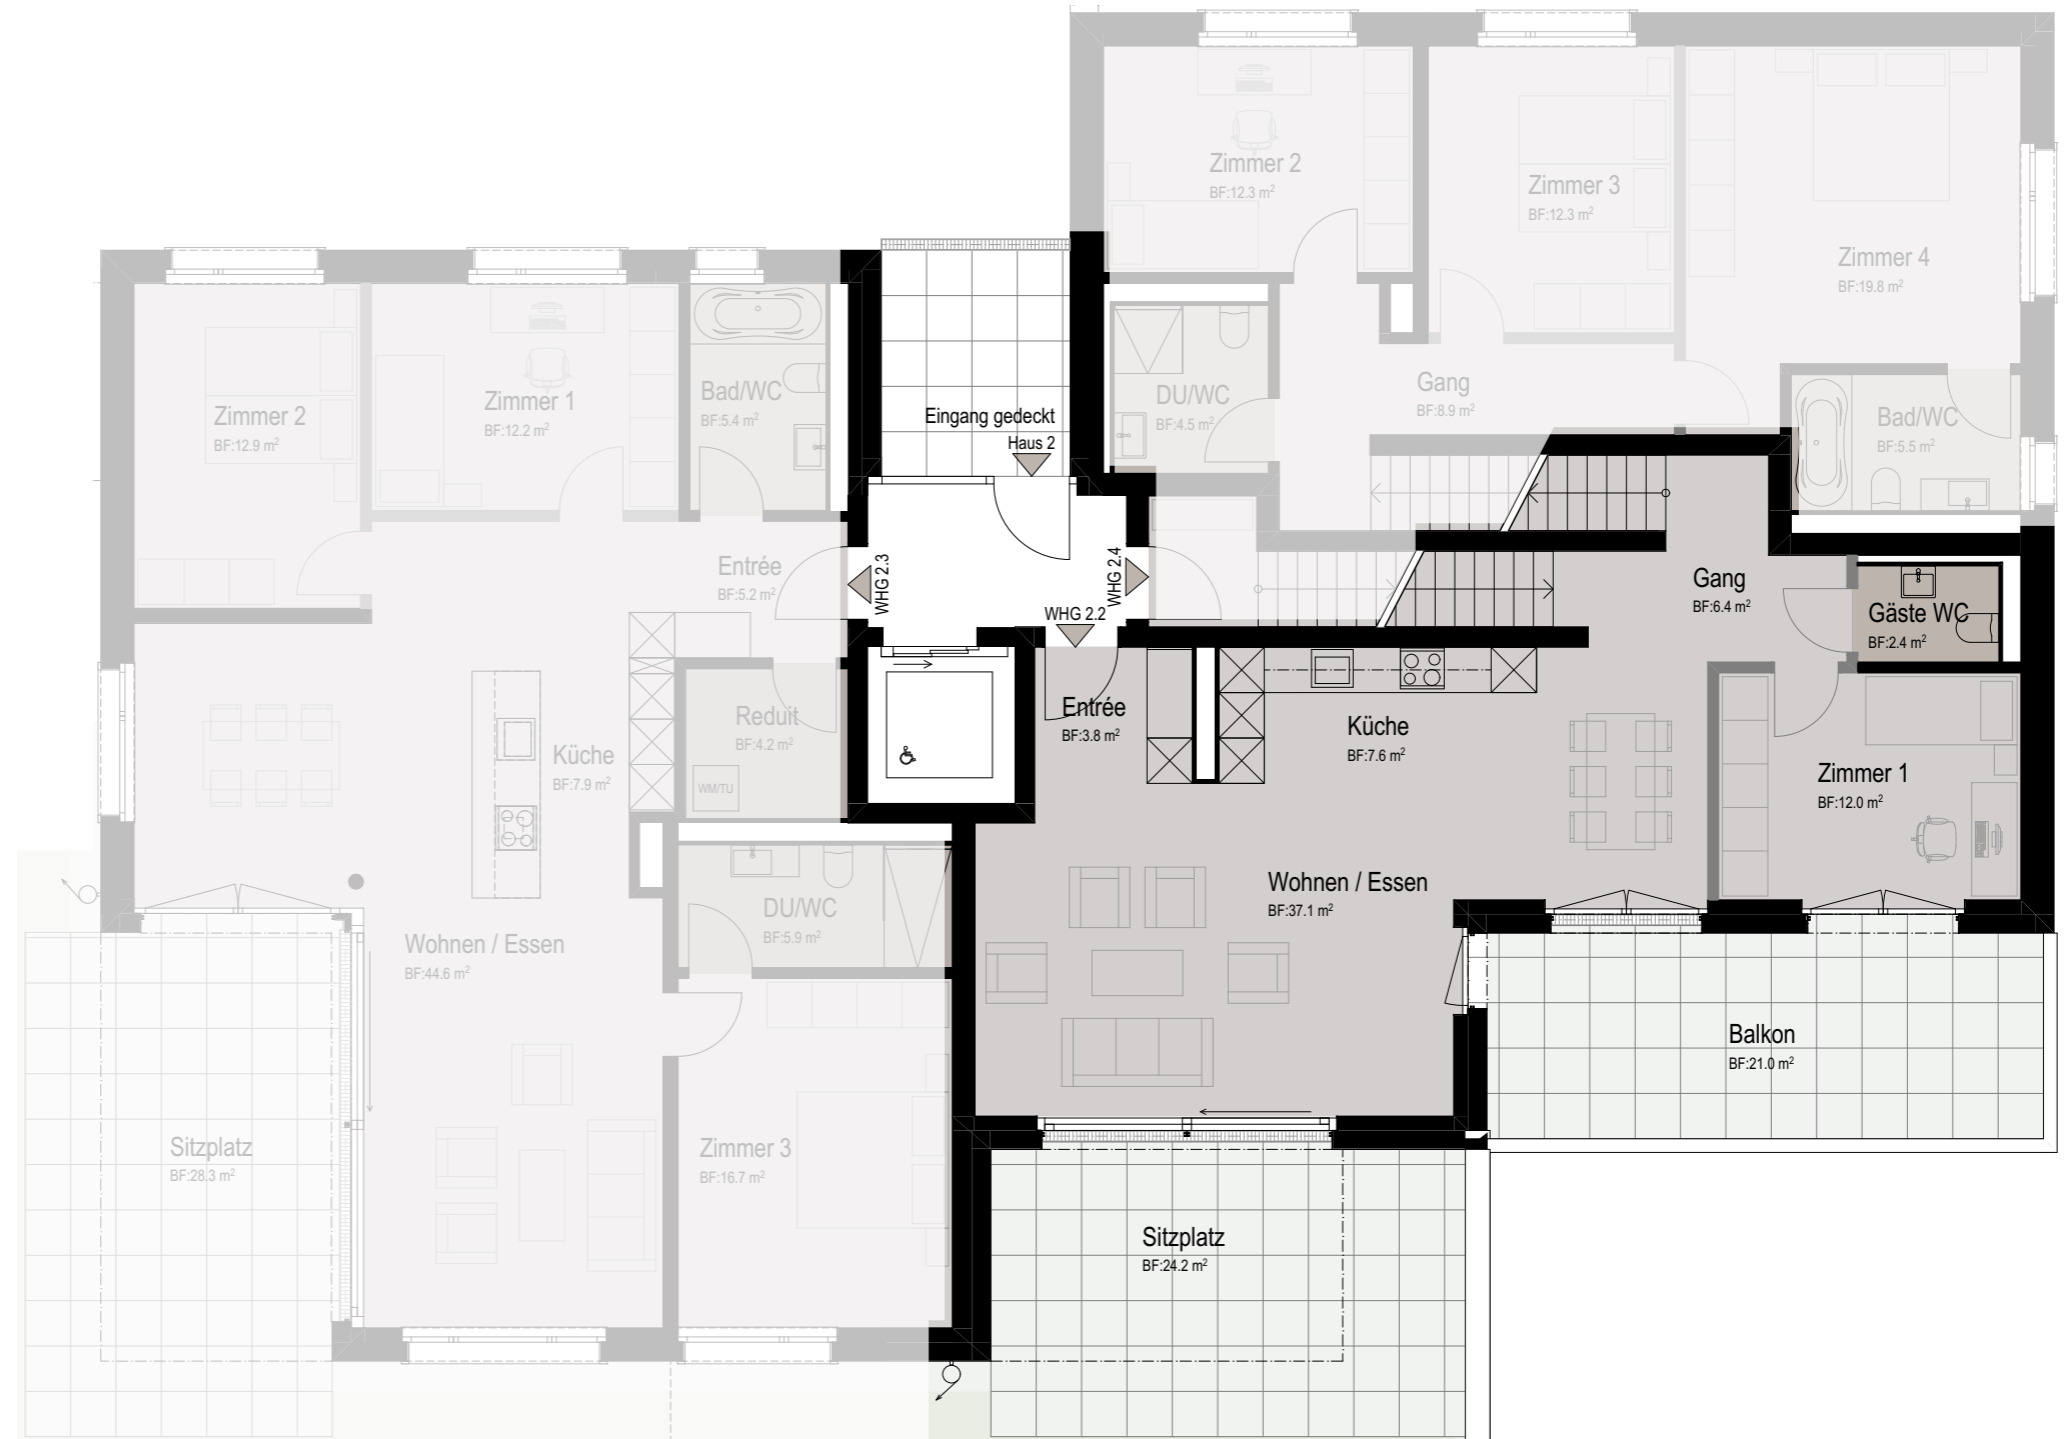 Zimmer 2
BF:12.3 m²
Zimmer 3
BF:12.3 m²
Zimmer 4
BF:19.8 m²
Zimmer 2
BF:12.9 m²
Zimmer 1
BF:12.2 m²
Bad/WC
BF:5.4 m²
Eingang gedeckt
Haus 2
DU/WC
BF:4.5 m²
Gang
BF:8.9 m²
Bad/WC
BF:5.5 m²
Entrée
BF:5.2 m²
WHG 2.3
WHG 2.4
WHG 2.2
Gang
BF:6.4 m²
Gäste WC
BF:2.4 m²
Küche
BF:7.9 m²
Reduit
BF:4.2 m²
WM/TU
Entrée
BF:3.8 m²
Küche
BF:7.6 m²
Zimmer 1
BF:12.0 m²
Wohnen / Essen
BF:44.6 m²
DU/WC
BF:5.9 m²
Wohnen / Essen
BF:37.1 m²
Balkon
BF:21.0 m²
Sitzplatz
BF:28.3 m²
Zimmer 3
BF:16.7 m²
Sitzplatz
BF:24.2 m²